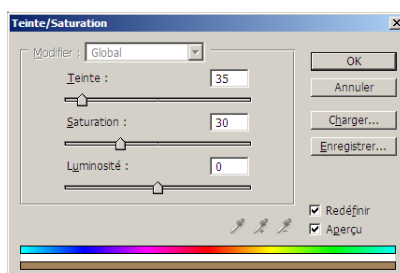 Teinte/Saturation
Modifier : Global
OK
Teinte : 35
Annuler
Saturation : 30
Charger...
Enregistrer...
Luminosité : 0
Redéfinir
Aperçu